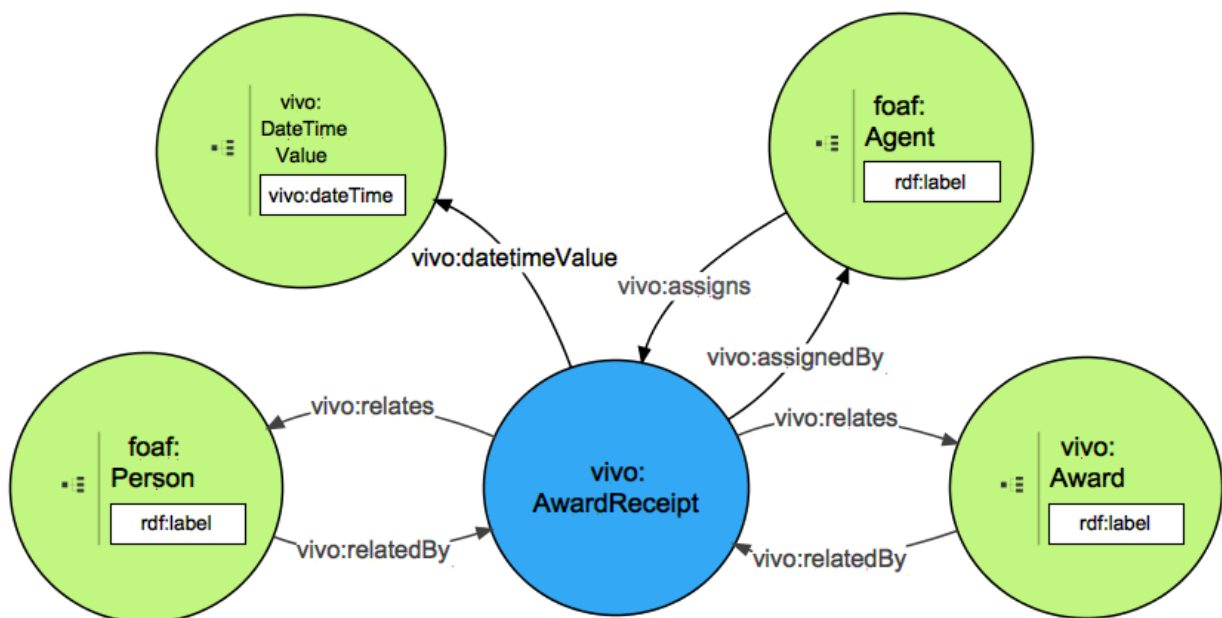 vivo:
DateTime
Value
vivo:dateTime
foaf:
Agent
rdf:label
vivo:datetimeValue
vivo:assigns
vivo:assignedBy
foaf:
Person
rdf:label
vivo:relates
vivo:relatedBy
vivo:
AwardReceipt
vivo:relates
vivo:relatedBy
vivo:
Award
rdf:label